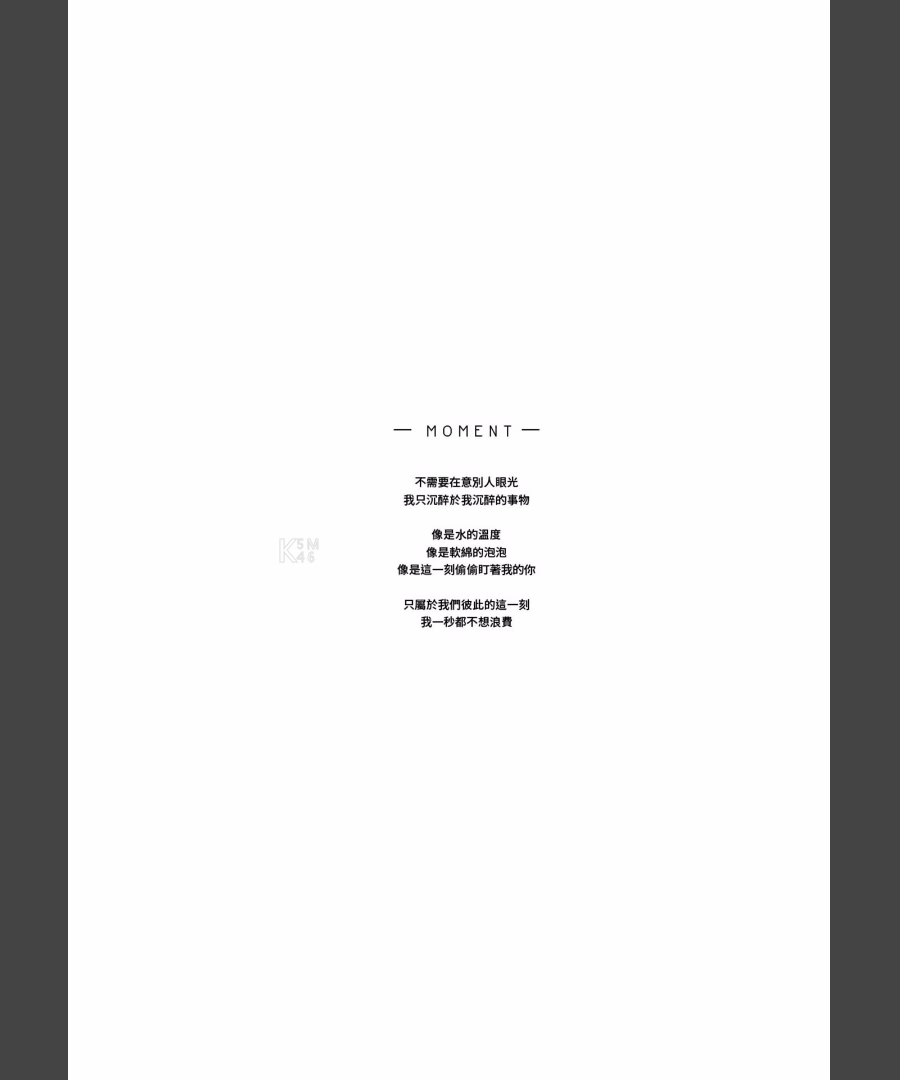 — MOMENT —
不需要在意別人眼光
我只沉醉於我沉醉的事物
像是水的溫度
像是軟綿的泡泡
像是這一刻偷偷盯著我的你
只屬於我們彼此的這一刻
我一秒都不想浪費
K5M
46